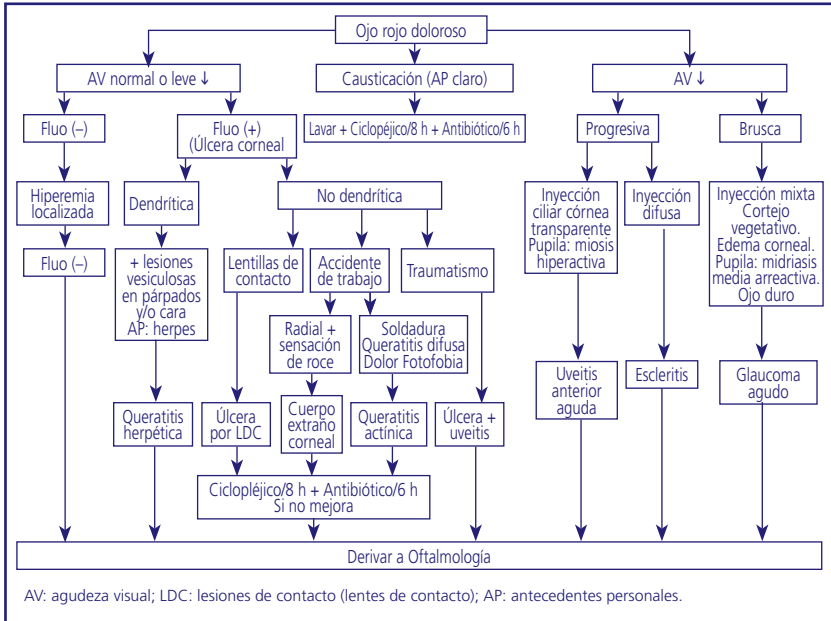 Ojo rojo doloroso
AV normal o leve ↓
Causticación (AP claro)
AV ↓
Fluo (–)
Fluo (+)
(Úlcera corneal
Lavar + Ciclopéjico/8 h + Antibiótico/6 h
Progresiva
Brusca
Hiperemia
localizada
Dendrítica
No dendrítica
Inyección
ciliar córnea
transparente
Pupila: miosis
hiperactiva
Inyección
difusa
Inyección mixta
Cortejo
vegetativo.
Edema corneal.
Pupila: midriasis
media arreactiva.
Ojo duro
Fluo (–)
+ lesiones
vesiculosas
en párpados
y/o cara
AP: herpes
Lentillas de
contacto
Accidente
de trabajo
Traumatismo
Radial +
sensación
de roce
Soldadura
Queratitis difusa
Dolor Fotofobia
Queratitis
herpética
Úlcera
por LDC
Cuerpo
extraño
corneal
Queratitis
actínica
Úlcera +
uveitis
Uveitis
anterior
aguda
Escleritis
Glaucoma
agudo
Ciclopléjico/8 h + Antibiótico/6 h
Si no mejora
Derivar a Oftalmología
AV: agudeza visual; LDC: lesiones de contacto (lentes de contacto); AP: antecedentes personales.